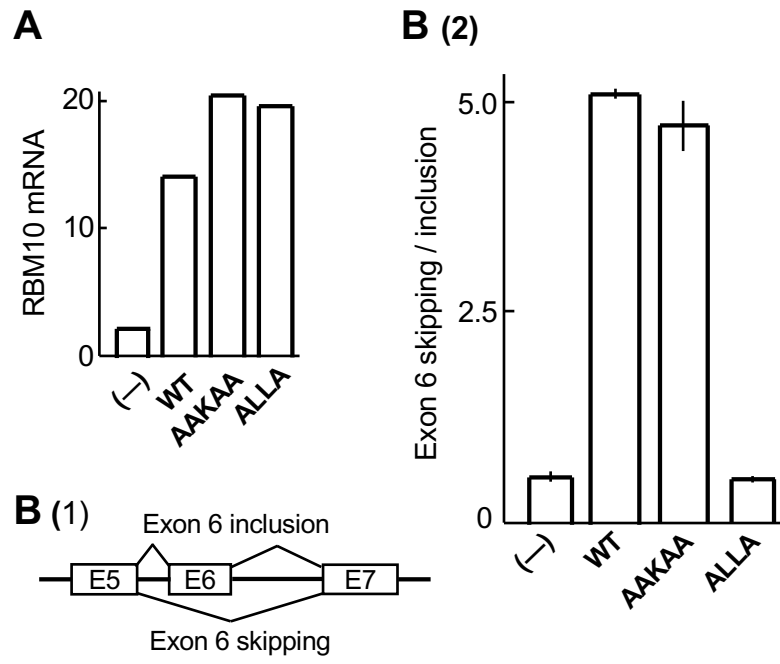 A
RBM10 mRNA
20
10
0
(—)
WT
AAKAA
ALLA
B (2)
Exon 6 skipping / inclusion
5.0
2.5
0
(—)
WT
AAKAA
ALLA
B (1)
Exon 6 inclusion
E5 E6 E7
Exon 6 skipping